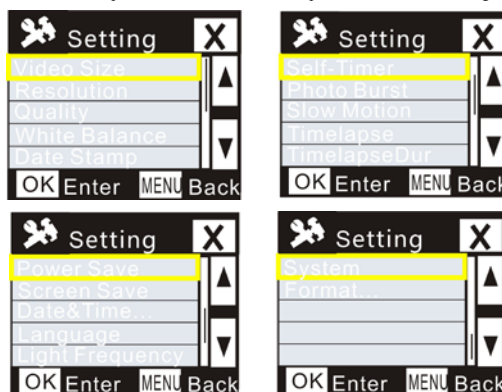 Setting X
Video Size
Resolution
Quality
White Balance
Date Stamp
OK Enter MENU Back
Setting X
Self-Timer
Photo Burst
Slow Motion
Timelapse
TimelapseDur
OK Enter MENU Back
Setting X
Power Save
Screen Save
Date&Time...
Language
Light Frequency
OK Enter MENU Back
Setting X
System
Format...
OK Enter MENU Back